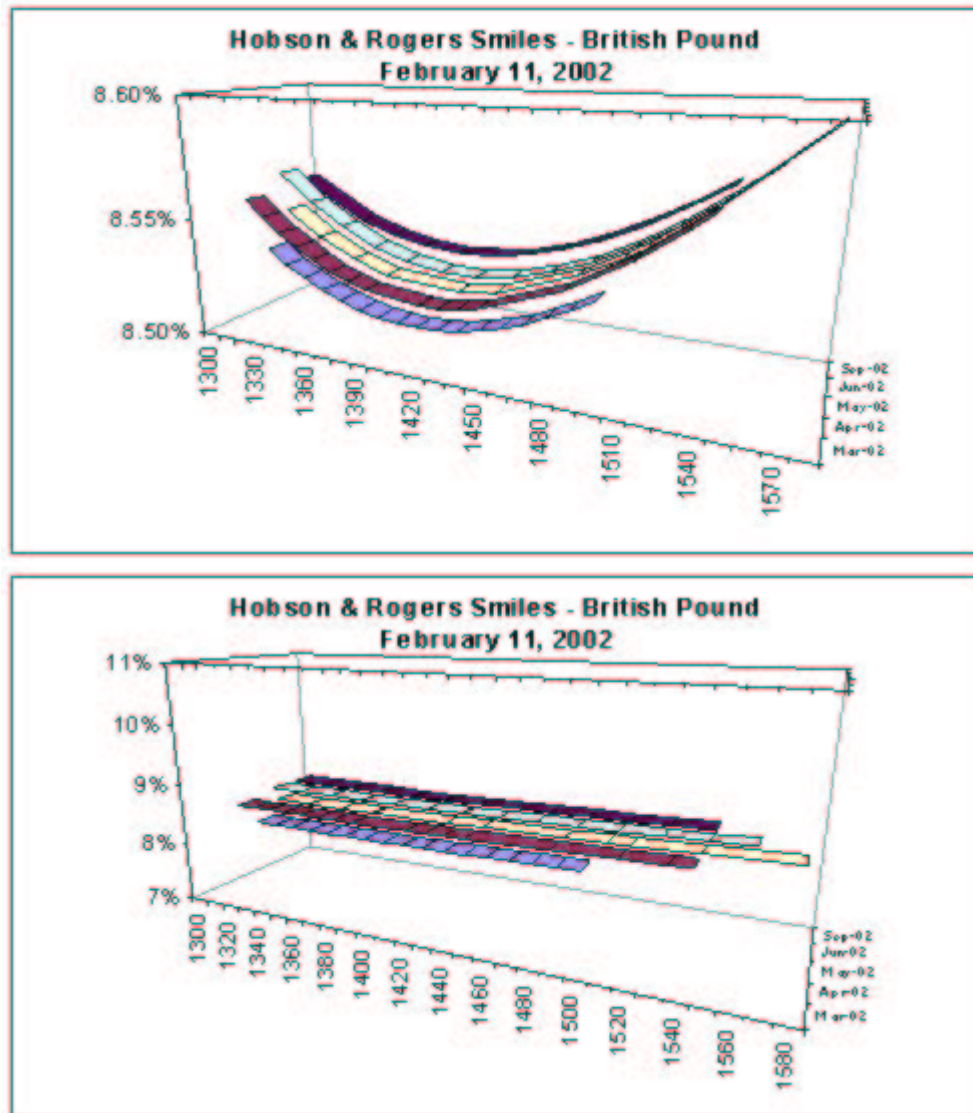 Hobson & Rogers Smiles - British Pound
February 11, 2002
8.60%
8.55%
8.50%
1300
1330
1360
1390
1420
1450
1480
1510
1540
1570
Sep-02
Jun-02
May-02
Apr-02
Mar-02
Hobson & Rogers Smiles - British Pound
February 11, 2002
11%
10%
9%
8%
7%
1300
1320
1340
1360
1380
1400
1420
1440
1460
1480
1500
1520
1540
1560
1580
Sep-02
Jun-02
May-02
Apr-02
Mar-02